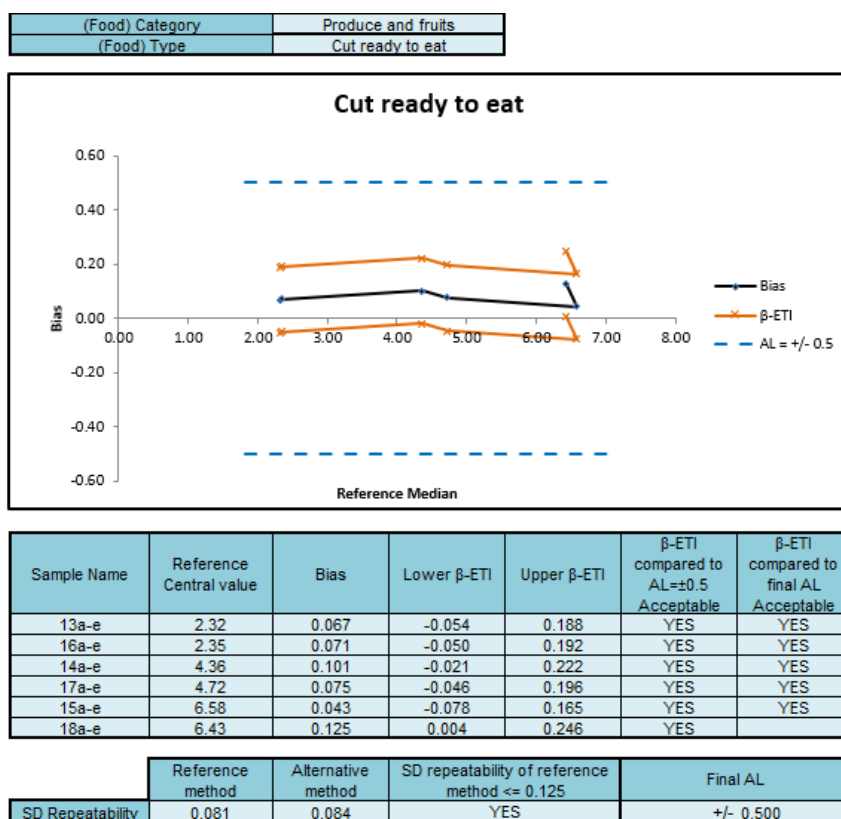 (Food) Category Produce and fruits
(Food) Type Cut ready to eat
Cut ready to eat
0.60
0.40
0.20
0.00
-0.20
-0.40
-0.60
Bias
0.00 1.00 2.00 3.00 4.00 5.00 6.00 7.00 8.00
Reference Median
Bias
β-ETI
AL = +/- 0.5
Sample Name Reference Central value Bias Lower β-ETI Upper β-ETI β-ETI compared to AL=±0.5 Acceptable β-ETI compared to final AL Acceptable
13a-e 2.32 0.067 -0.054 0.188 YES YES
16a-e 2.35 0.071 -0.050 0.192 YES YES
14a-e 4.36 0.101 -0.021 0.222 YES YES
17a-e 4.72 0.075 -0.046 0.196 YES YES
15a-e 6.58 0.043 -0.078 0.165 YES YES
18a-e 6.43 0.125 0.004 0.246 YES
Reference method Alternative method SD repeatability of reference method <= 0.125 Final AL
SD Repeatability 0.081 0.084 YES +/- 0.500